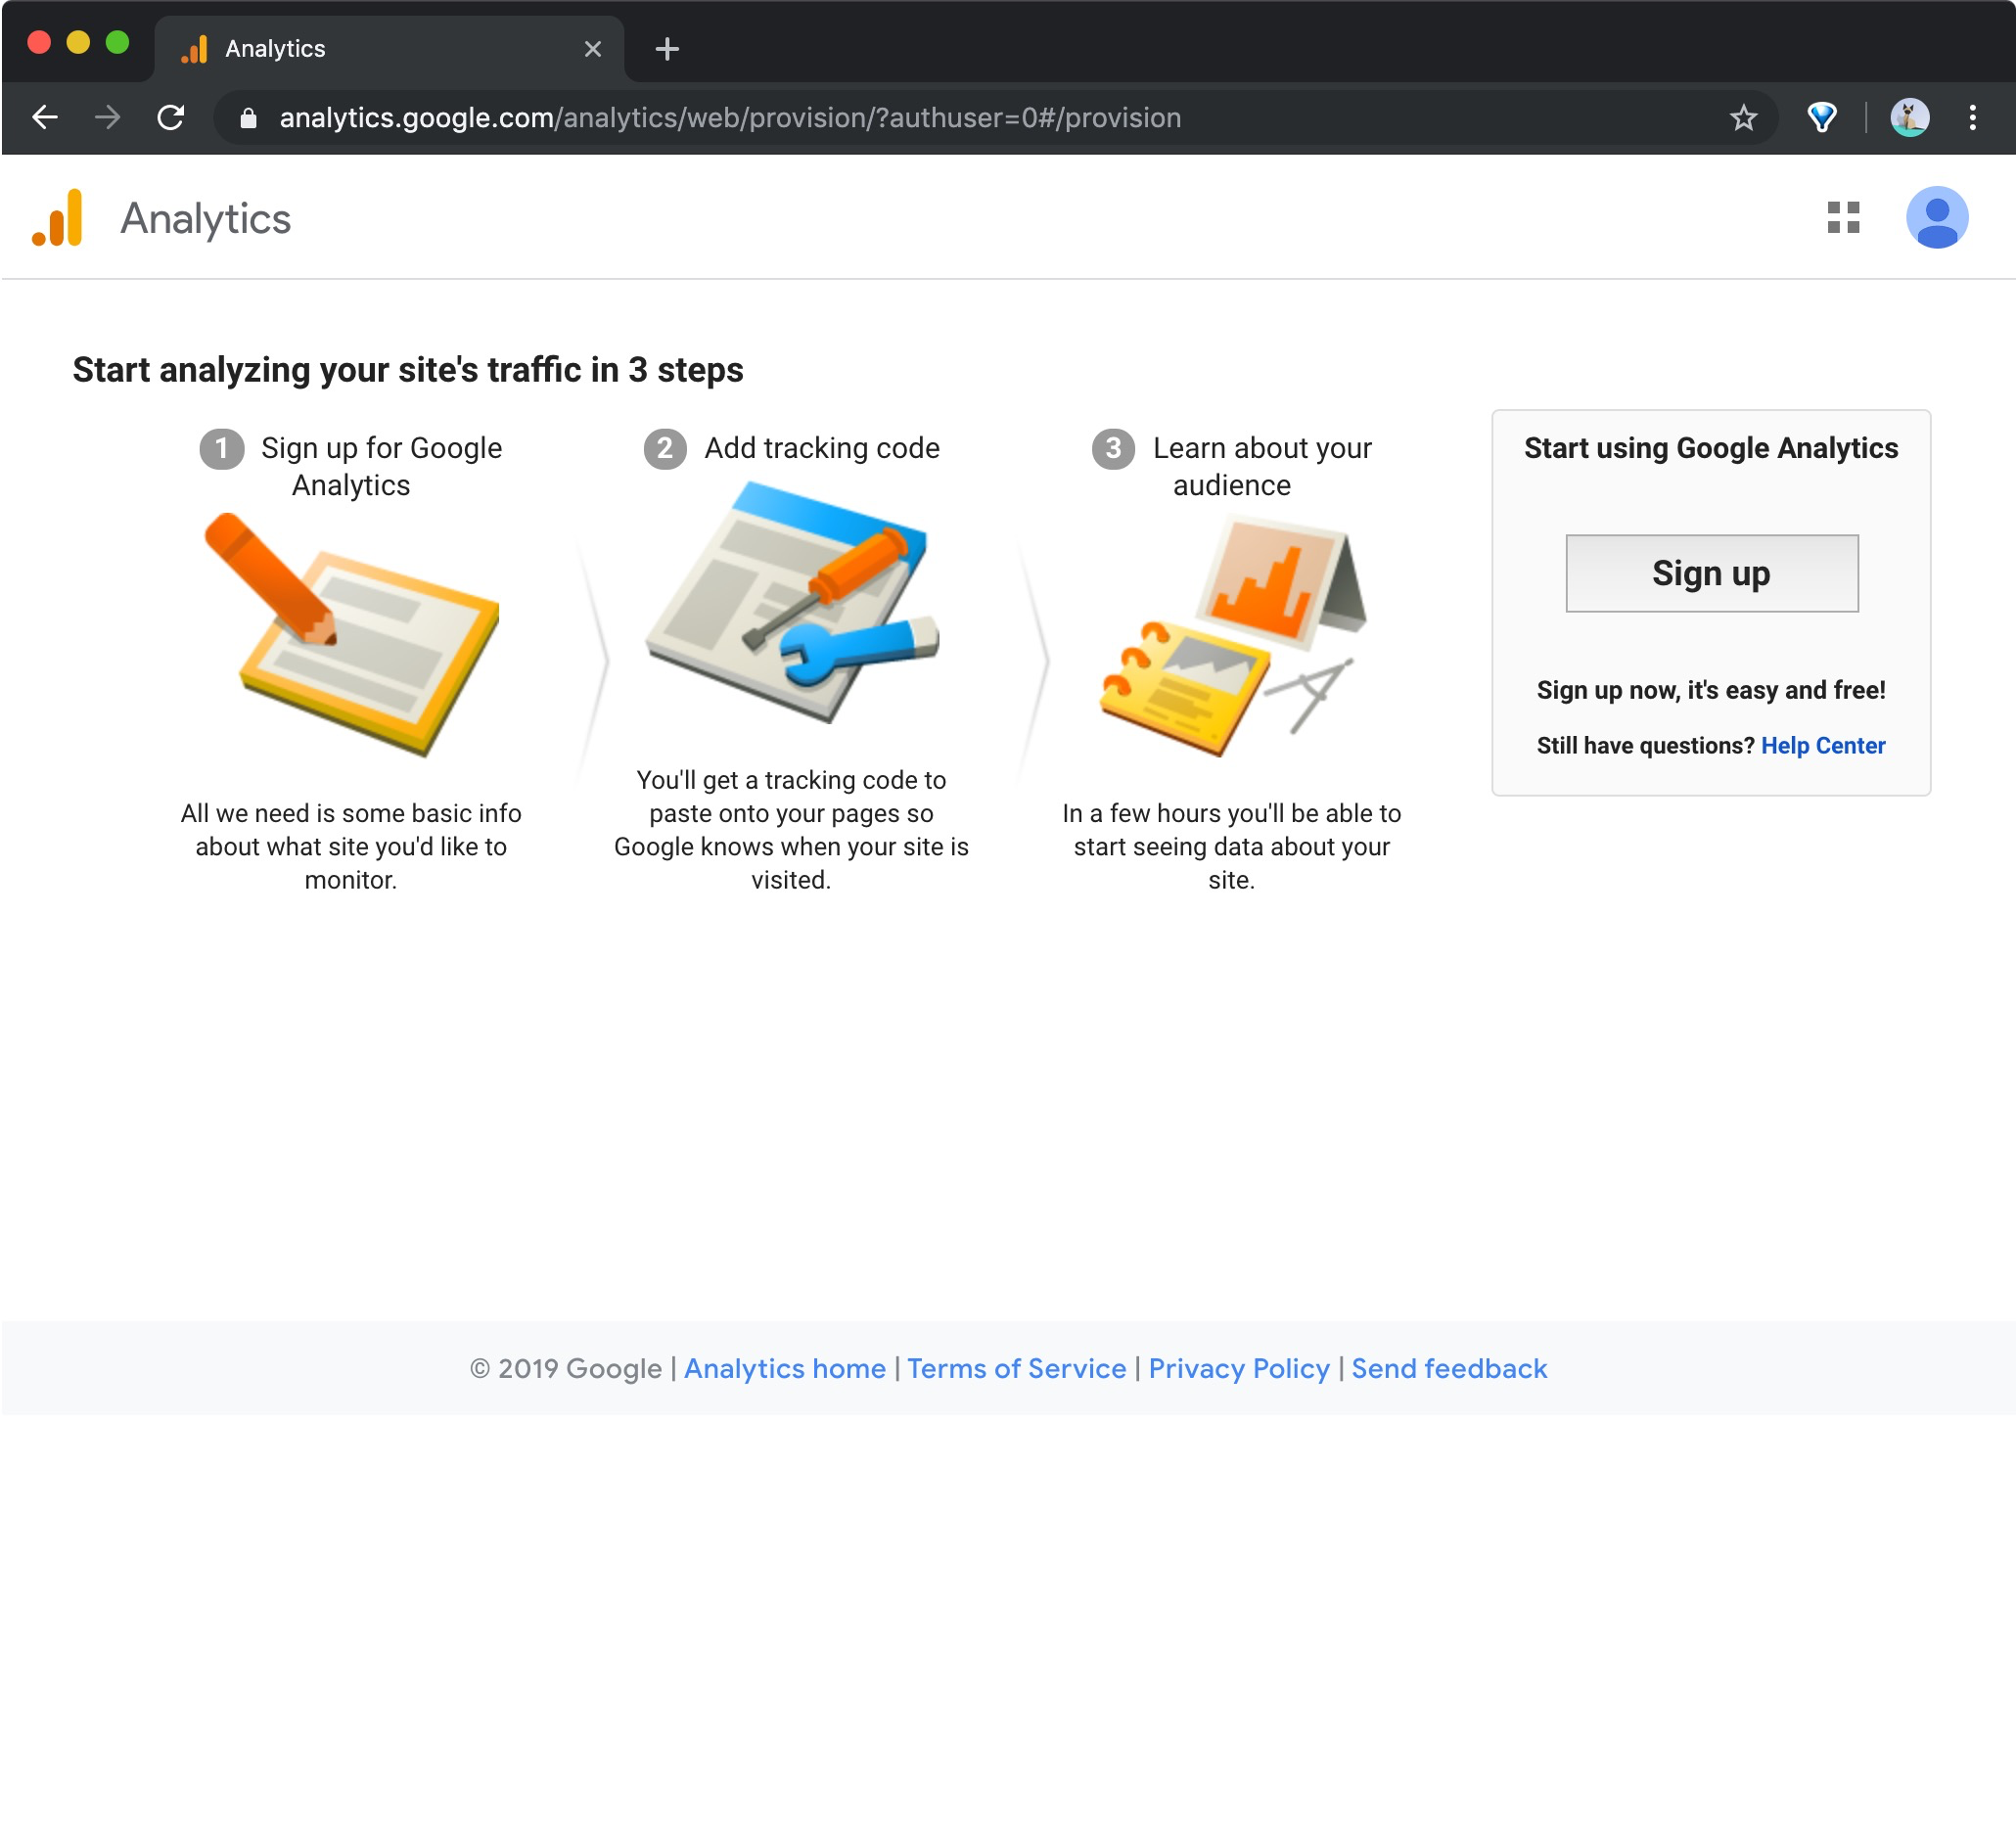 Analytics
analytics.google.com/analytics/web/provision/?authuser=0#/provision
Analytics
Start analyzing your site's traffic in 3 steps
1 Sign up for Google
Analytics
All we need is some basic info
about what site you'd like to
monitor.
2 Add tracking code
You'll get a tracking code to
paste onto your pages so
Google knows when your site is
visited.
3 Learn about your
audience
In a few hours you'll be able to
start seeing data about your
site.
Start using Google Analytics
Sign up
Sign up now, it's easy and free!
Still have questions? Help Center
© 2019 Google | Analytics home | Terms of Service | Privacy Policy | Send feedback